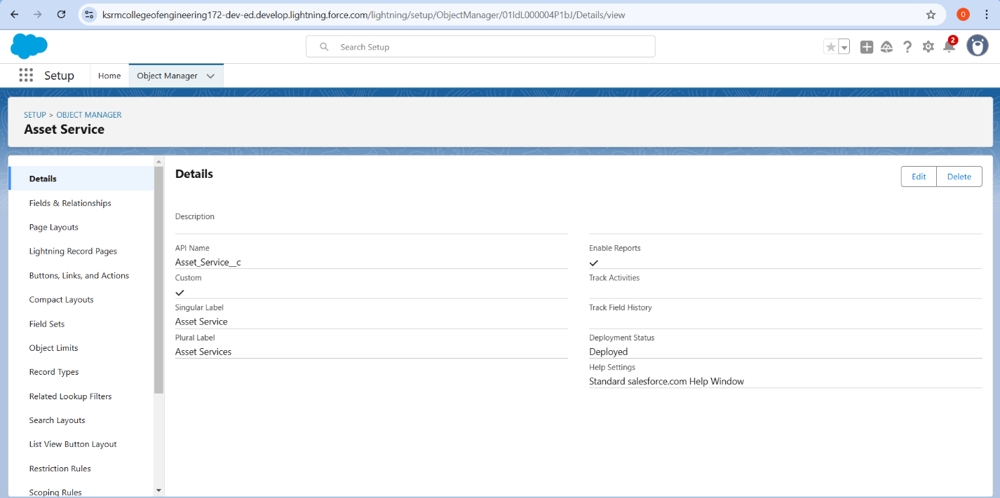 ksrmcollegeofengineering172-dev-ed.develop.lightning.force.com/lightning/setup/ObjectManager/01IdL000004P1bJ/Details/view
O
Search Setup
2
Setup
Home
Object Manager
SETUP > OBJECT MANAGER
Asset Service
Details
Fields & Relationships
Page Layouts
Lightning Record Pages
Buttons, Links, and Actions
Compact Layouts
Field Sets
Object Limits
Record Types
Related Lookup Filters
Search Layouts
List View Button Layout
Restriction Rules
Scoping Rules
Details
Edit
Delete
Description
API Name
Asset_Service__c
Custom
Singular Label
Asset Service
Plural Label
Asset Services
Enable Reports
Track Activities
Track Field History
Deployment Status
Deployed
Help Settings
Standard salesforce.com Help Window